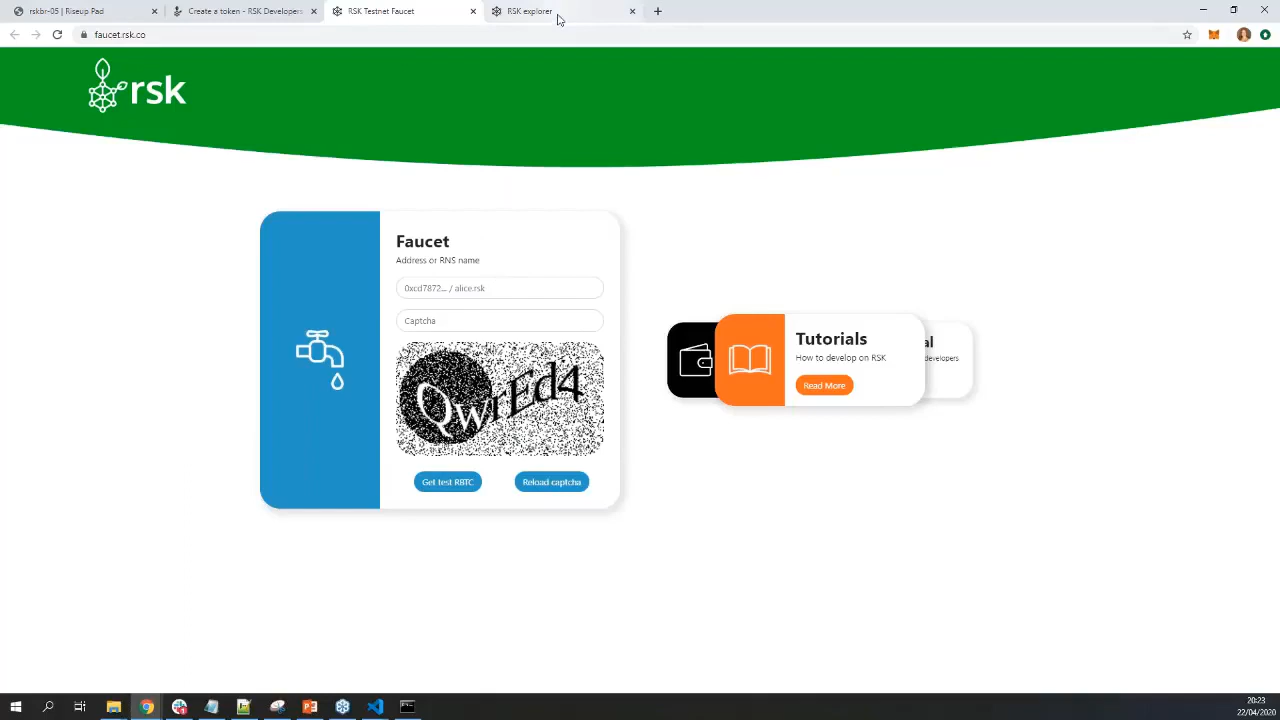 rskbr-05 | Riseup Pad
Create a token - RSK Developers
RSK Testnet Faucet
RSK explorer
faucet.rsk.co
rsk
Faucet
Address or RNS name
0xcd7872... / alice.rsk
Captcha
QwrEd4
Get test RBTC
Reload captcha
Tutorials
How to develop on RSK
Read More
al
developers
20:23
22/04/2020